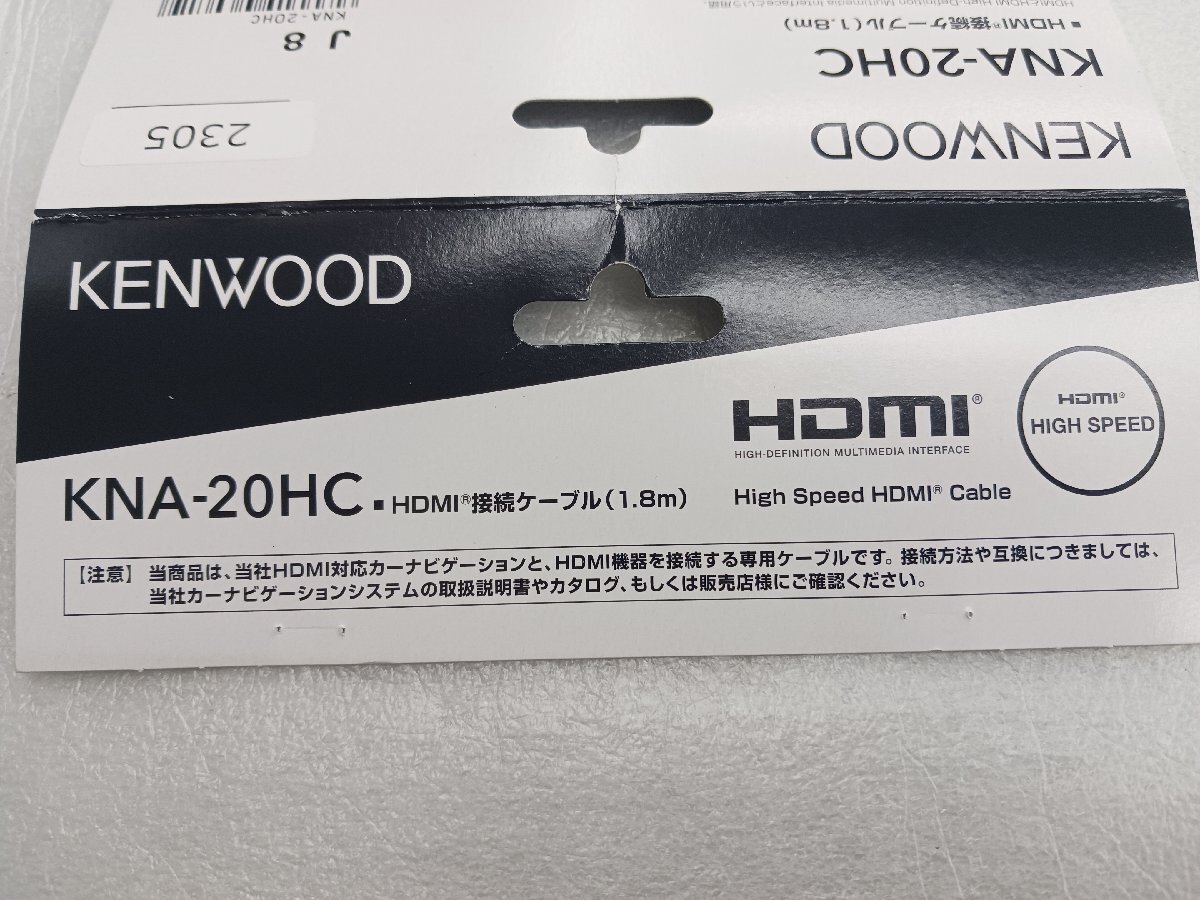 KENWOOD
HDMI®
HIGH-DEFINITION MULTIMEDIA INTERFACE
HDMI®
HIGH SPEED
KNA-20HC ■HDMI®接続ケーブル(1.8m)
High Speed HDMI® Cable
【注意】 当商品は、当社HDMI対応カーナビゲーションと、HDMI機器を接続する専用ケーブルです。接続方法や互換につきましては、
当社カーナビゲーションシステムの取扱説明書やカタログ、もしくは販売店様にご確認ください。
KENWOOD
KNA-20HC
■HDMI®接続ケーブル(1.8m)
2305
J 8
KNA-20HC